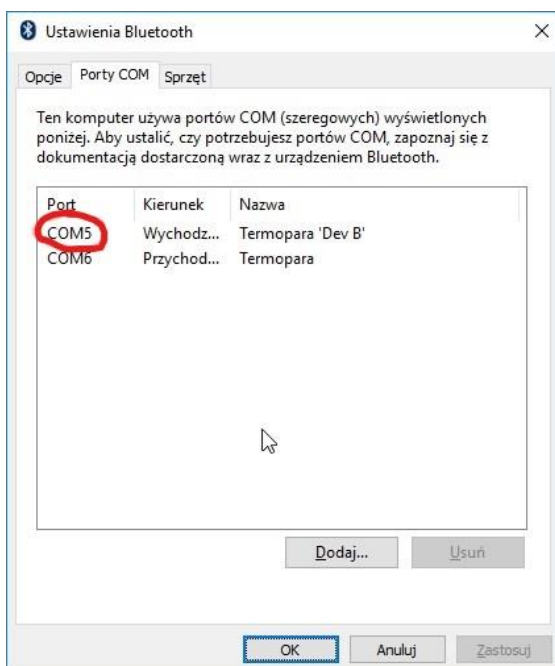 Ustawienia Bluetooth
Opcje Porty COM Sprzęt
Ten komputer używa portów COM (szeregowych) wyświetlonych
poniżej. Aby ustalić, czy potrzebujesz portów COM, zapoznaj się z
dokumentacją dostarczoną wraz z urządzeniem Bluetooth.
Port Kierunek Nazwa
COM5 Wychodz... Termopara 'Dev B'
COM6 Przychod... Termopara
Dodaj... Usuń
OK Anuluj Zastosuj